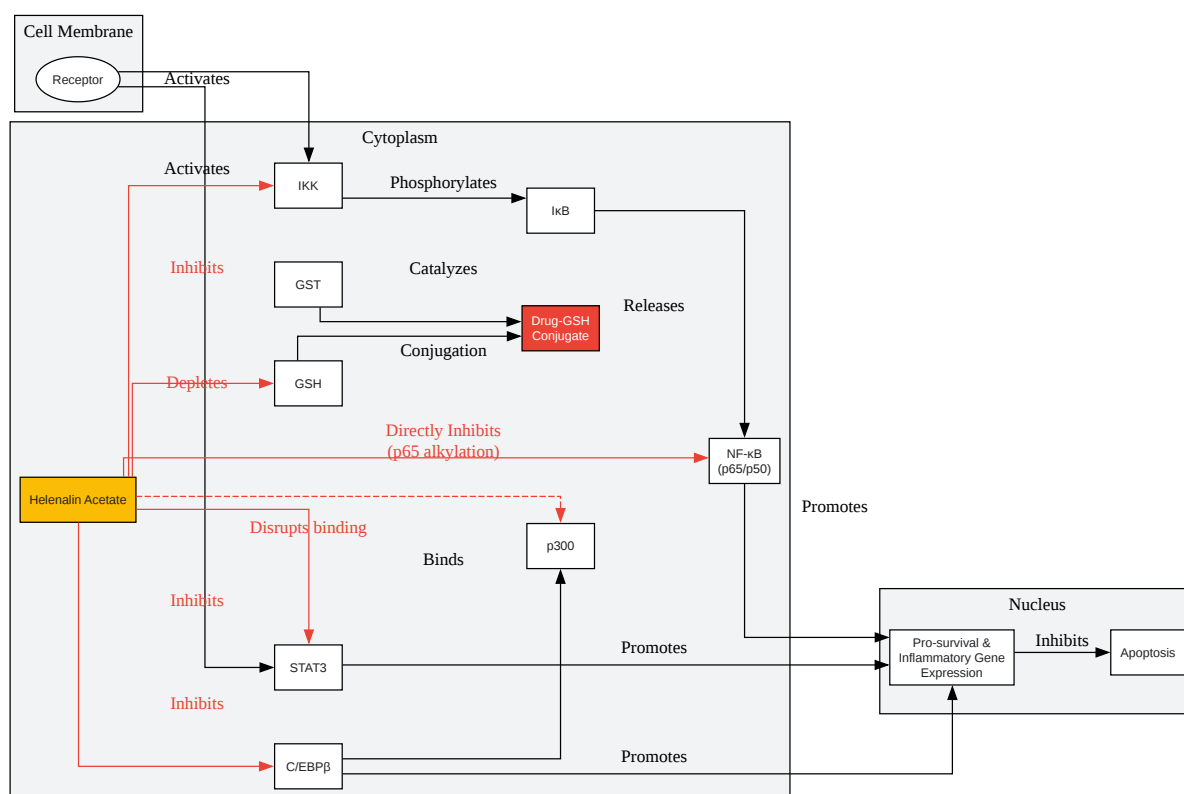 Cell Membrane
Receptor
Activates
Cytoplasm
Activates
IKK
Phosphorylates
IκB
Inhibits
GST
Catalyzes
Releases
Drug-GSH
Conjugate
Conjugation
Depletes
GSH
Directly Inhibits
(p65 alkylation)
NF-κB
(p65/p50)
Helenalin Acetate
Promotes
Disrupts binding
p300
Binds
Inhibits
Nucleus
STAT3
Promotes
Pro-survival &
Inflammatory Gene
Expression
Inhibits
Apoptosis
Inhibits
C/EBPβ
Promotes